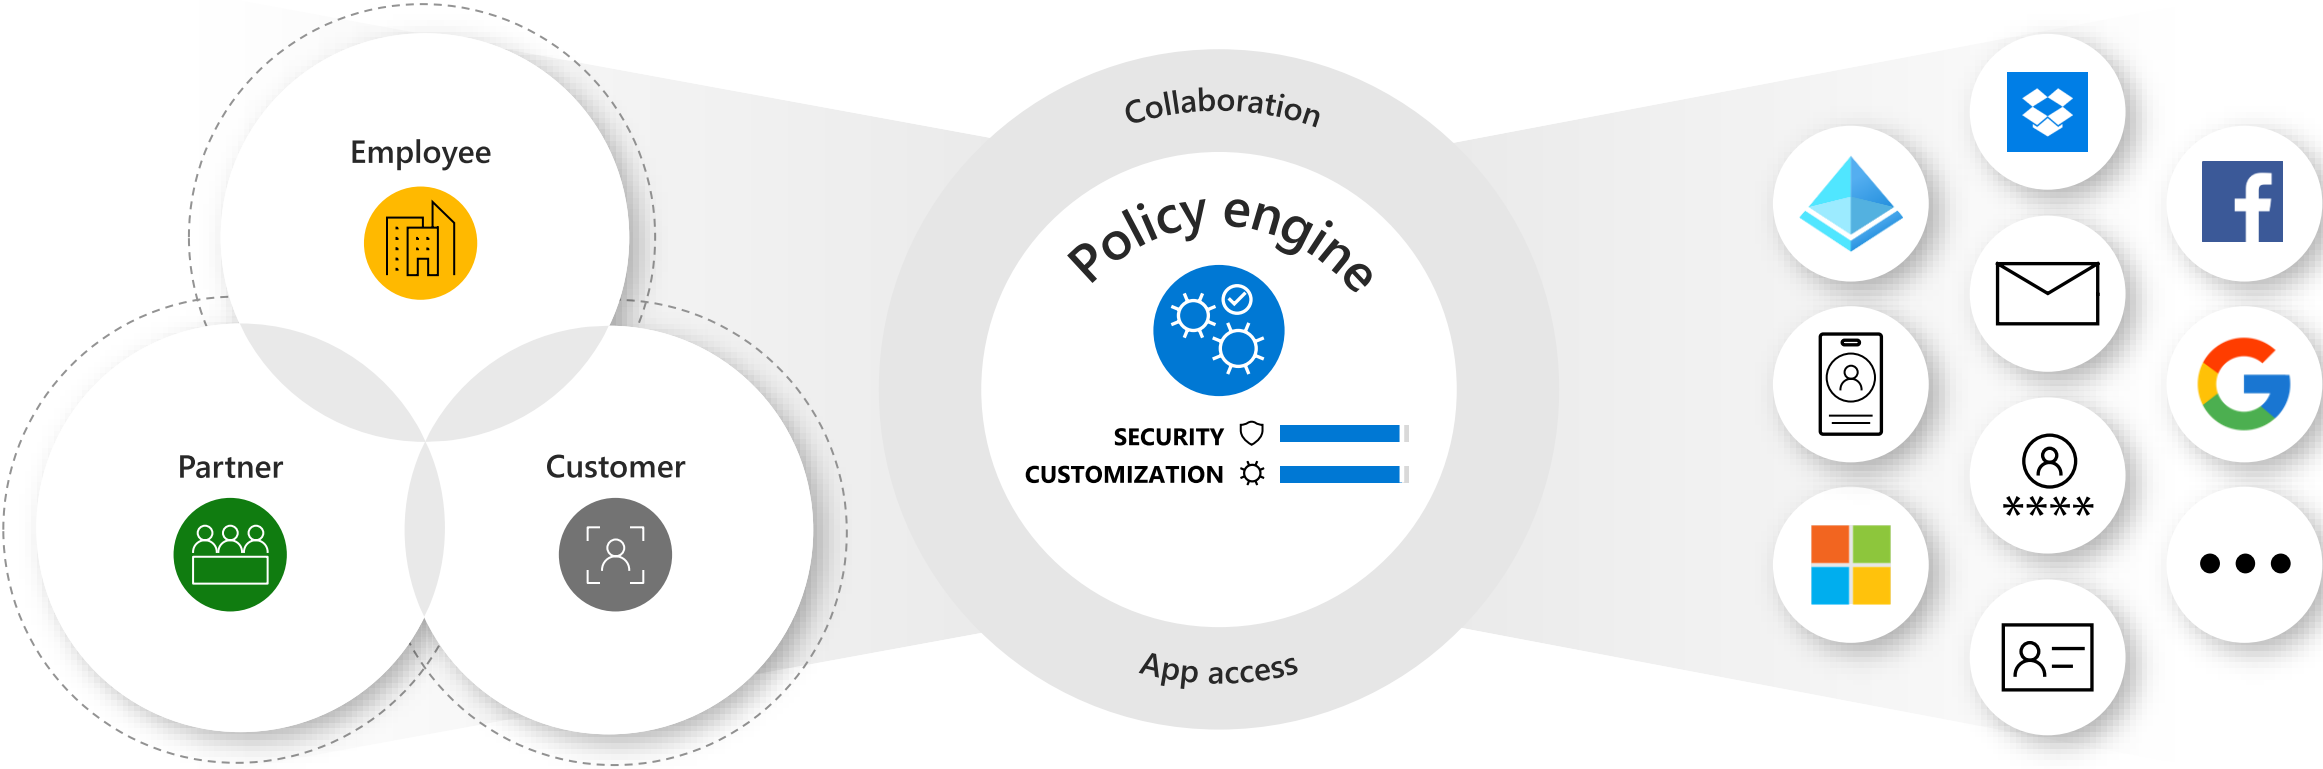 Employee
Partner
Customer
Collaboration
Policy engine
SECURITY
CUSTOMIZATION
App access
****